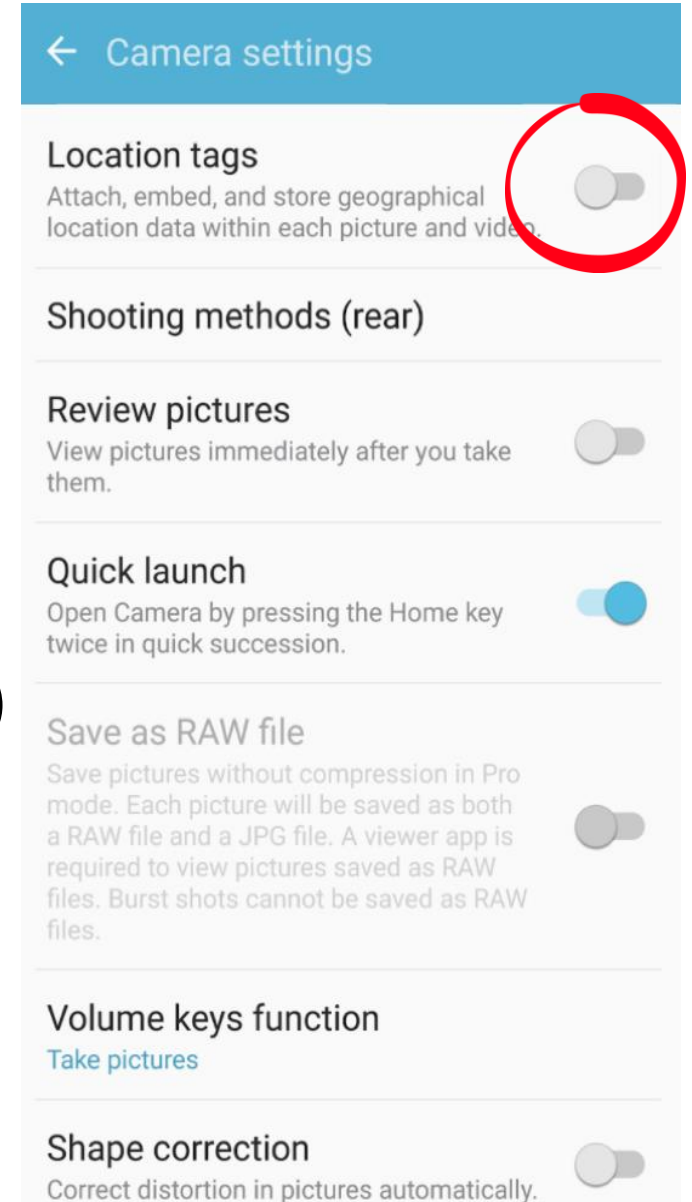 Camera settings
Location tags
Attach, embed, and store geographical
location data within each picture and video.
Shooting methods (rear)
Review pictures
View pictures immediately after you take
them.
Quick launch
Open Camera by pressing the Home key
twice in quick succession.
)
Save as RAW file
Save pictures without compression in Pro
mode. Each picture will be saved as both
a RAW file and a JPG file. A viewer app is
required to view pictures saved as RAW
files. Burst shots cannot be saved as RAW
files.
Volume keys function
Take pictures
Shape correction
Correct distortion in pictures automatically.